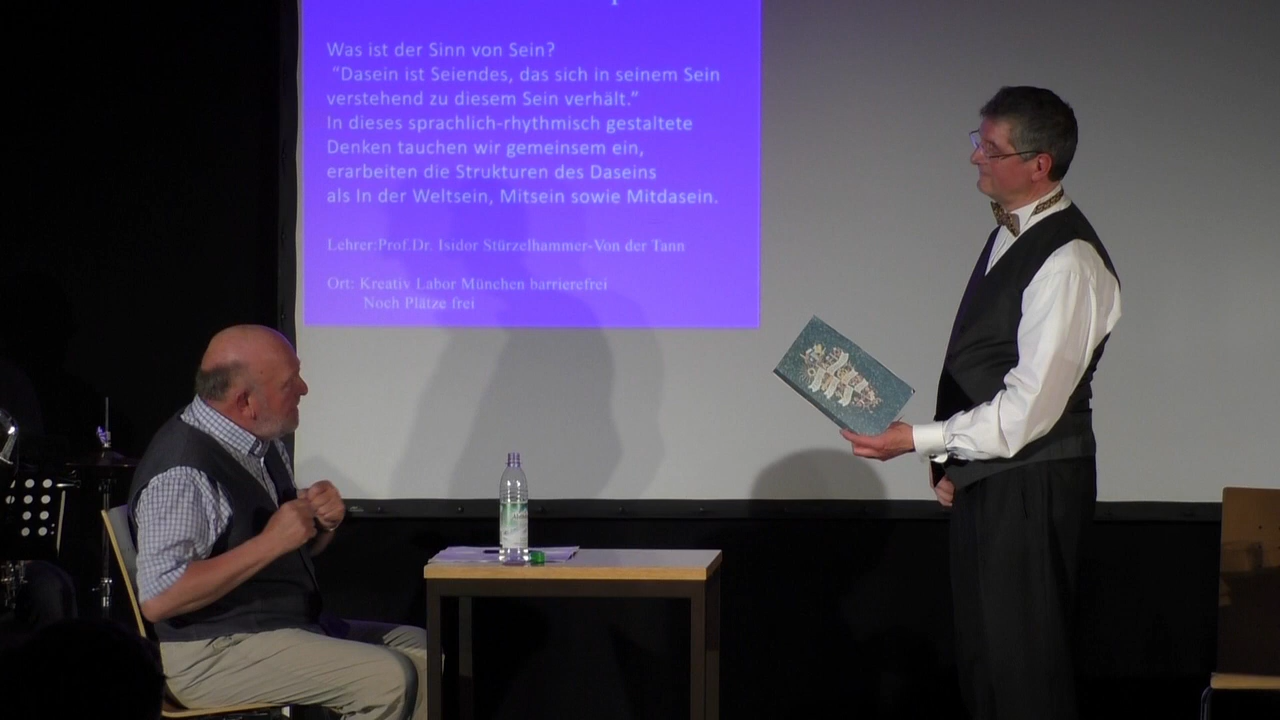 Was ist der Sinn von Sein?
“Dasein ist Seiendes, das sich in seinem Sein
verstehend zu diesem Sein verhält.“
In dieses sprachlich-rhythmisch gestaltete
Denken tauchen wir gemeinsem ein,
erarbeiten die Strukturen des Daseins
als In der Weltsein, Mitsein sowie Mitdasein.
Lehrer:Prof.Dr. Isidor Stürzelhammer-Von der Tann
Ort: Kreativ Labor München barrierefrei
Noch Plätze frei